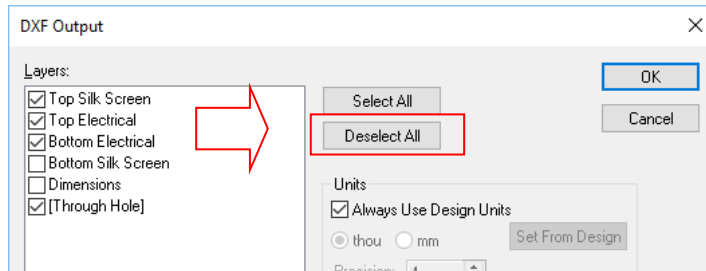 DXF Output
Layers:
Top Silk Screen
Top Electrical
Bottom Electrical
Bottom Silk Screen
Dimensions
[Through Hole]
Select All
Deselect All
OK
Cancel
Units
Always Use Design Units
thou
mm
Set From Design